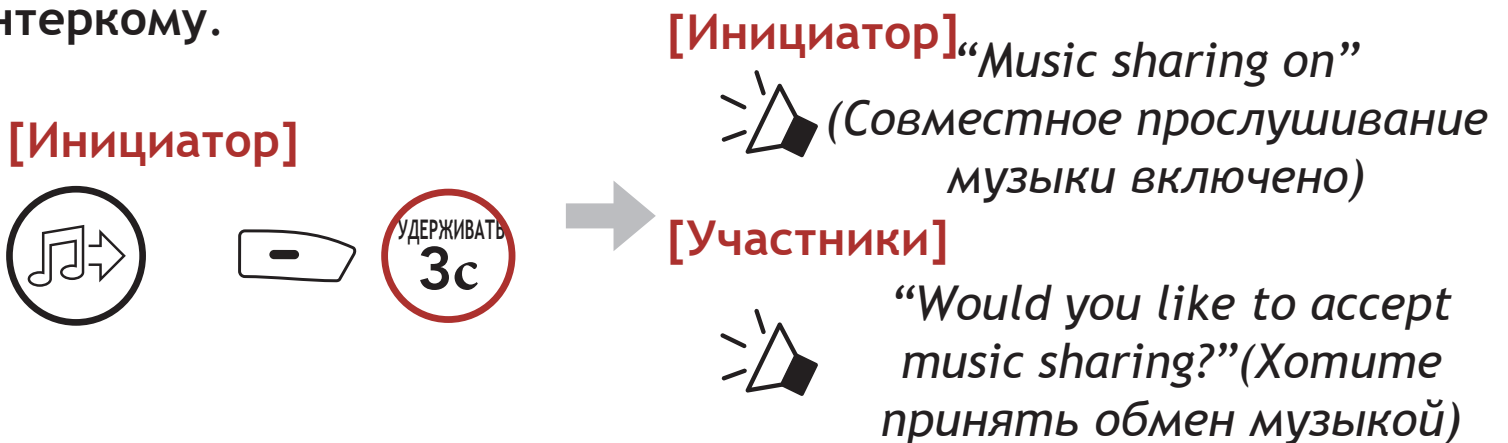 нтеркому.
[Инициатор]
УДЕРЖИВАТЬ
3с
[Инициатор]
“Music sharing on”
(Совместное прослушивание
музыки включено)
[Участники]
“Would you like to accept
music sharing?”(Хотите
принять обмен музыкой)